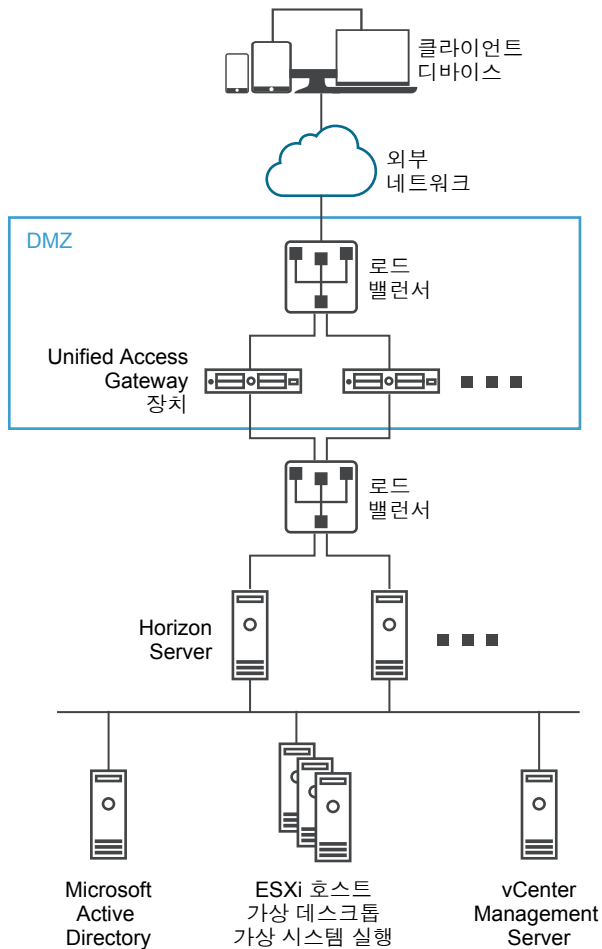 클라이언트
디바이스
외부
네트워크
DMZ
로드
밸런서
Unified Access
Gateway
장치
로드
밸런서
Horizon
Server
Microsoft
Active
Directory
ESXi 호스트
가상 데스크톱
가상 시스템 실행
vCenter
Management
Server